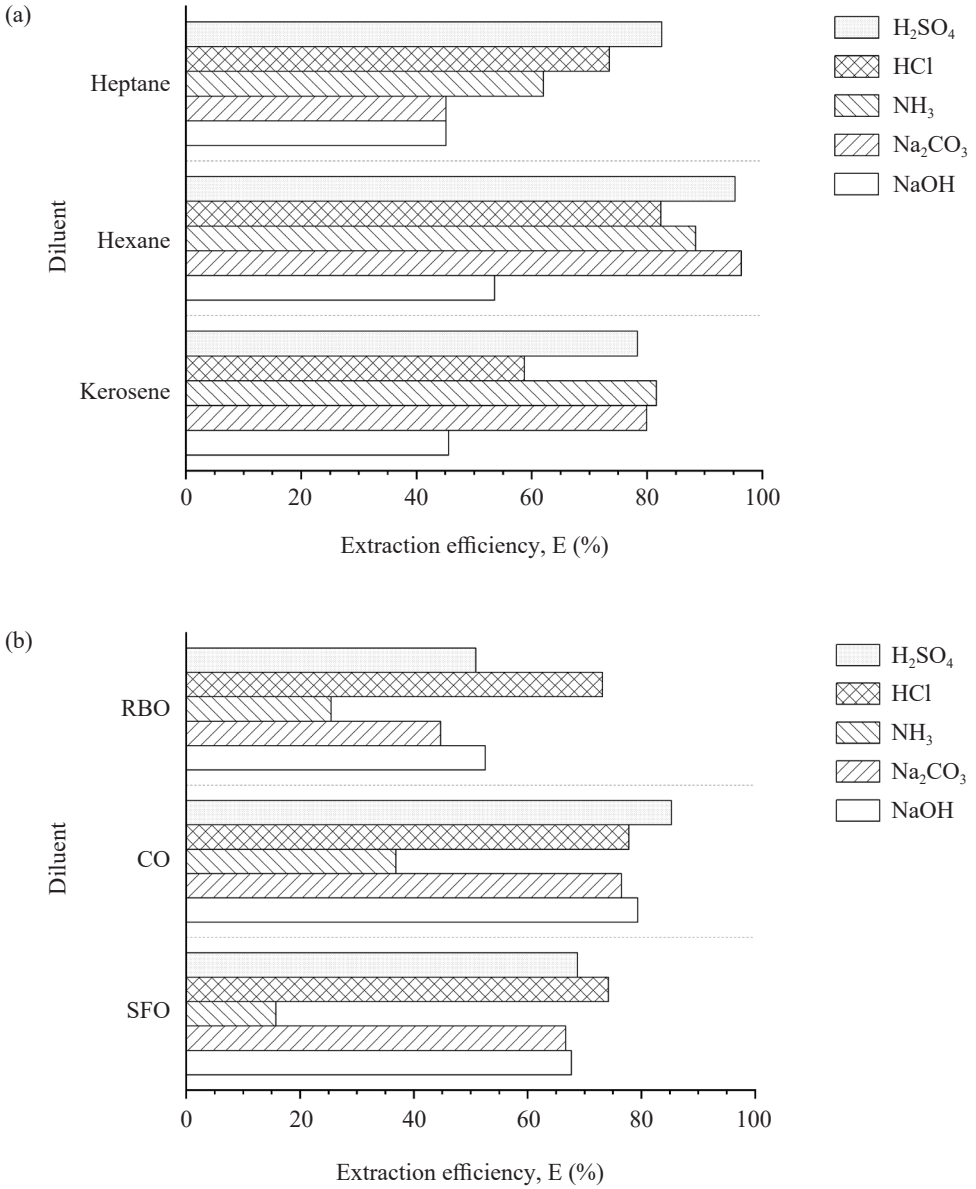 (a)
Heptane
Hexane
Kerosene
Diluent
0 20 40 60 80 100
Extraction efficiency, E (%)
H₂SO₄
HCl
NH₃
Na₂CO₃
NaOH
(b)
RBO
CO
SFO
Diluent
0 20 40 60 80 100
Extraction efficiency, E (%)
H₂SO₄
HCl
NH₃
Na₂CO₃
NaOH